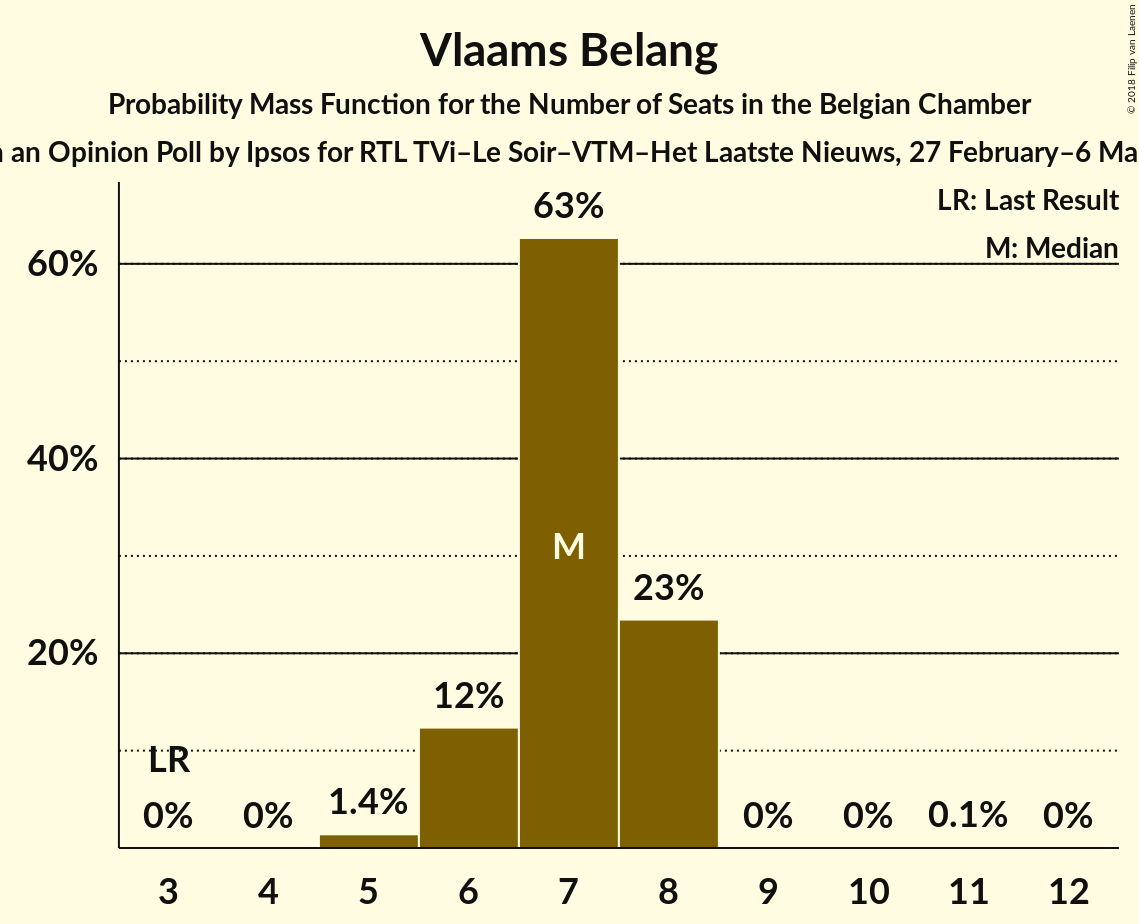 © 2018 Filip van Laenen
Vlaams Belang
Probability Mass Function for the Number of Seats in the Belgian Chamber
an Opinion Poll by Ipsos for RTL TVi–Le Soir–VTM–Het Laatste Nieuws, 27 February–6 Ma
LR: Last Result
M: Median
63%
60%
40%
M
23%
20%
12%
LR
1.4%
0% 0% 0% 0% 0.1% 0%
3 4 5 6 7 8 9 10 11 12